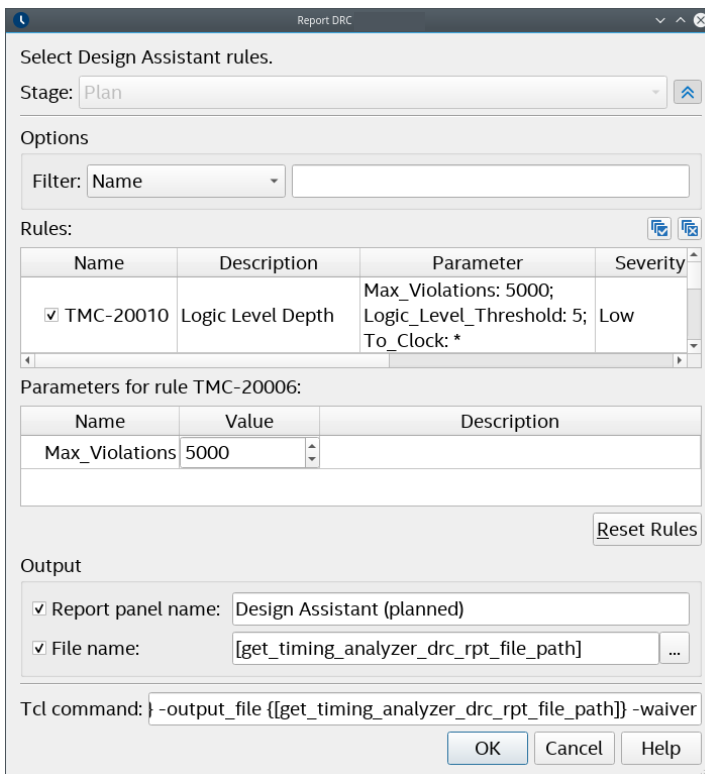 Report DRC
Select Design Assistant rules.
Stage: Plan
Options
Filter: Name
Rules:
Name Description Parameter Severity
TMC-20010 Logic Level Depth Max_Violations: 5000;
Logic_Level_Threshold: 5; Low
To_Clock: *
Parameters for rule TMC-20006:
Name Value Description
Max_Violations 5000
Reset Rules
Output
Report panel name: Design Assistant (planned)
File name: [get_timing_analyzer_drc_rpt_file_path] ...
Tcl command: } -output_file {[get_timing_analyzer_drc_rpt_file_path]} -waiver
OK Cancel Help